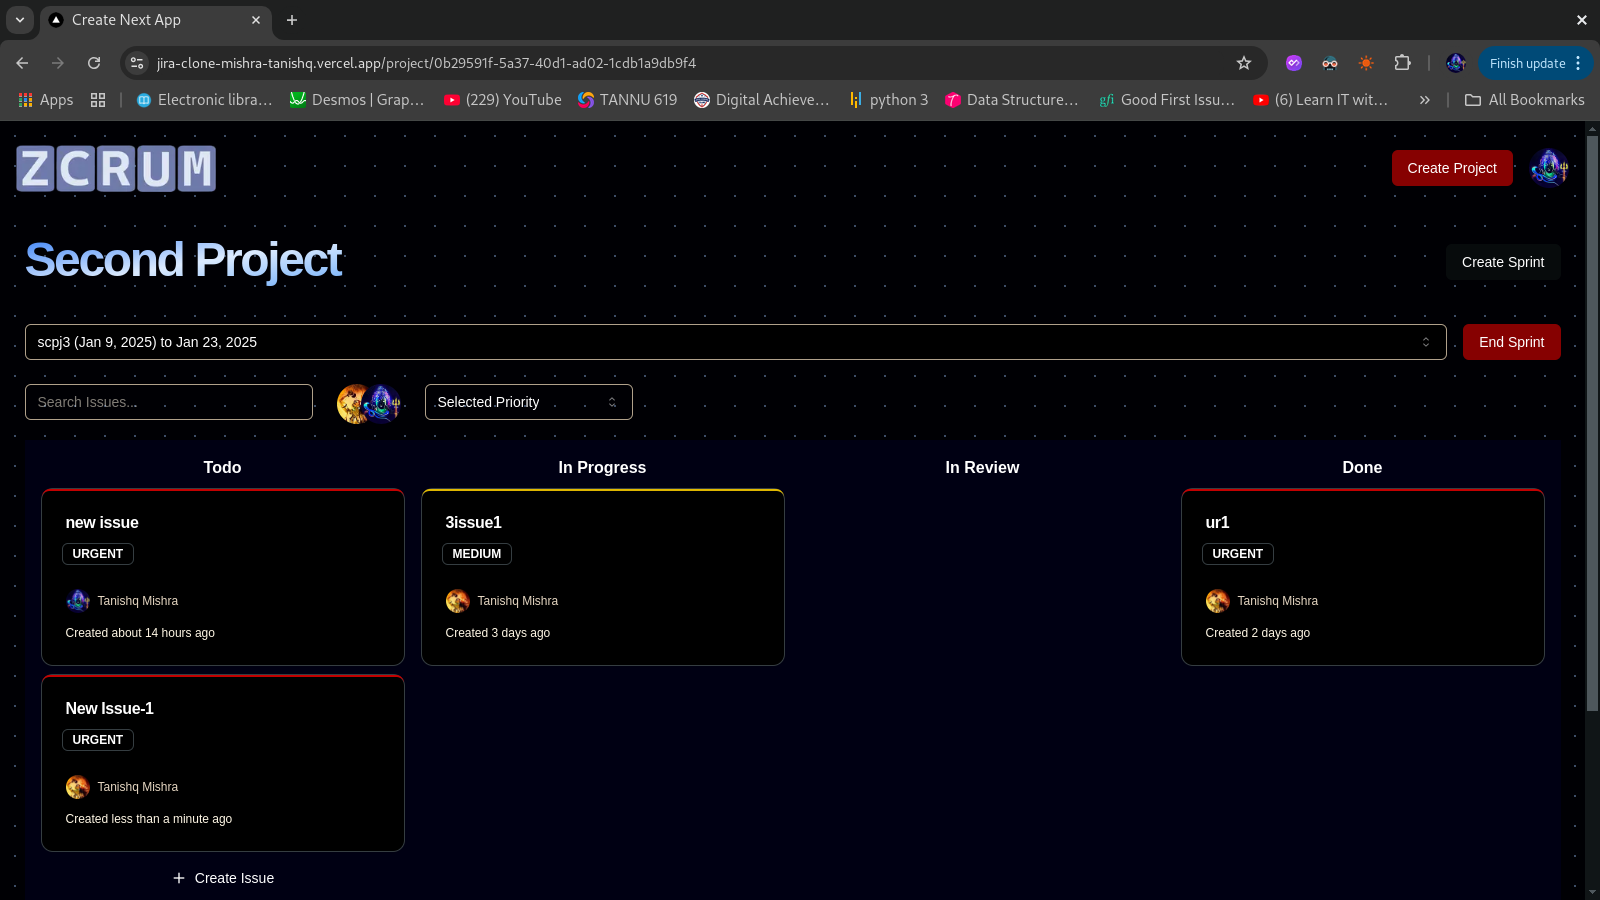 Create Next App
jira-clone-mishra-tanishq.vercel.app/project/0b29591f-5a37-40d1-ad02-1cdb1a9db9f4
Finish update
Apps
Electronic libra...
Desmos | Grap...
(229) YouTube
TANNU 619
Digital Achieve...
python 3
Data Structure...
gfi
Good First Issu...
(6) Learn IT wit...
»
All Bookmarks
ZCRUM
Create Project
Second Project
Create Sprint
scpj3 (Jan 9, 2025) to Jan 23, 2025
End Sprint
Search Issues...
Selected Priority
Todo
In Progress
In Review
Done
new issue
URGENT
Tanishq Mishra
Created about 14 hours ago
3issue1
MEDIUM
Tanishq Mishra
Created 3 days ago
ur1
URGENT
Tanishq Mishra
Created 2 days ago
New Issue-1
URGENT
Tanishq Mishra
Created less than a minute ago
+ Create Issue